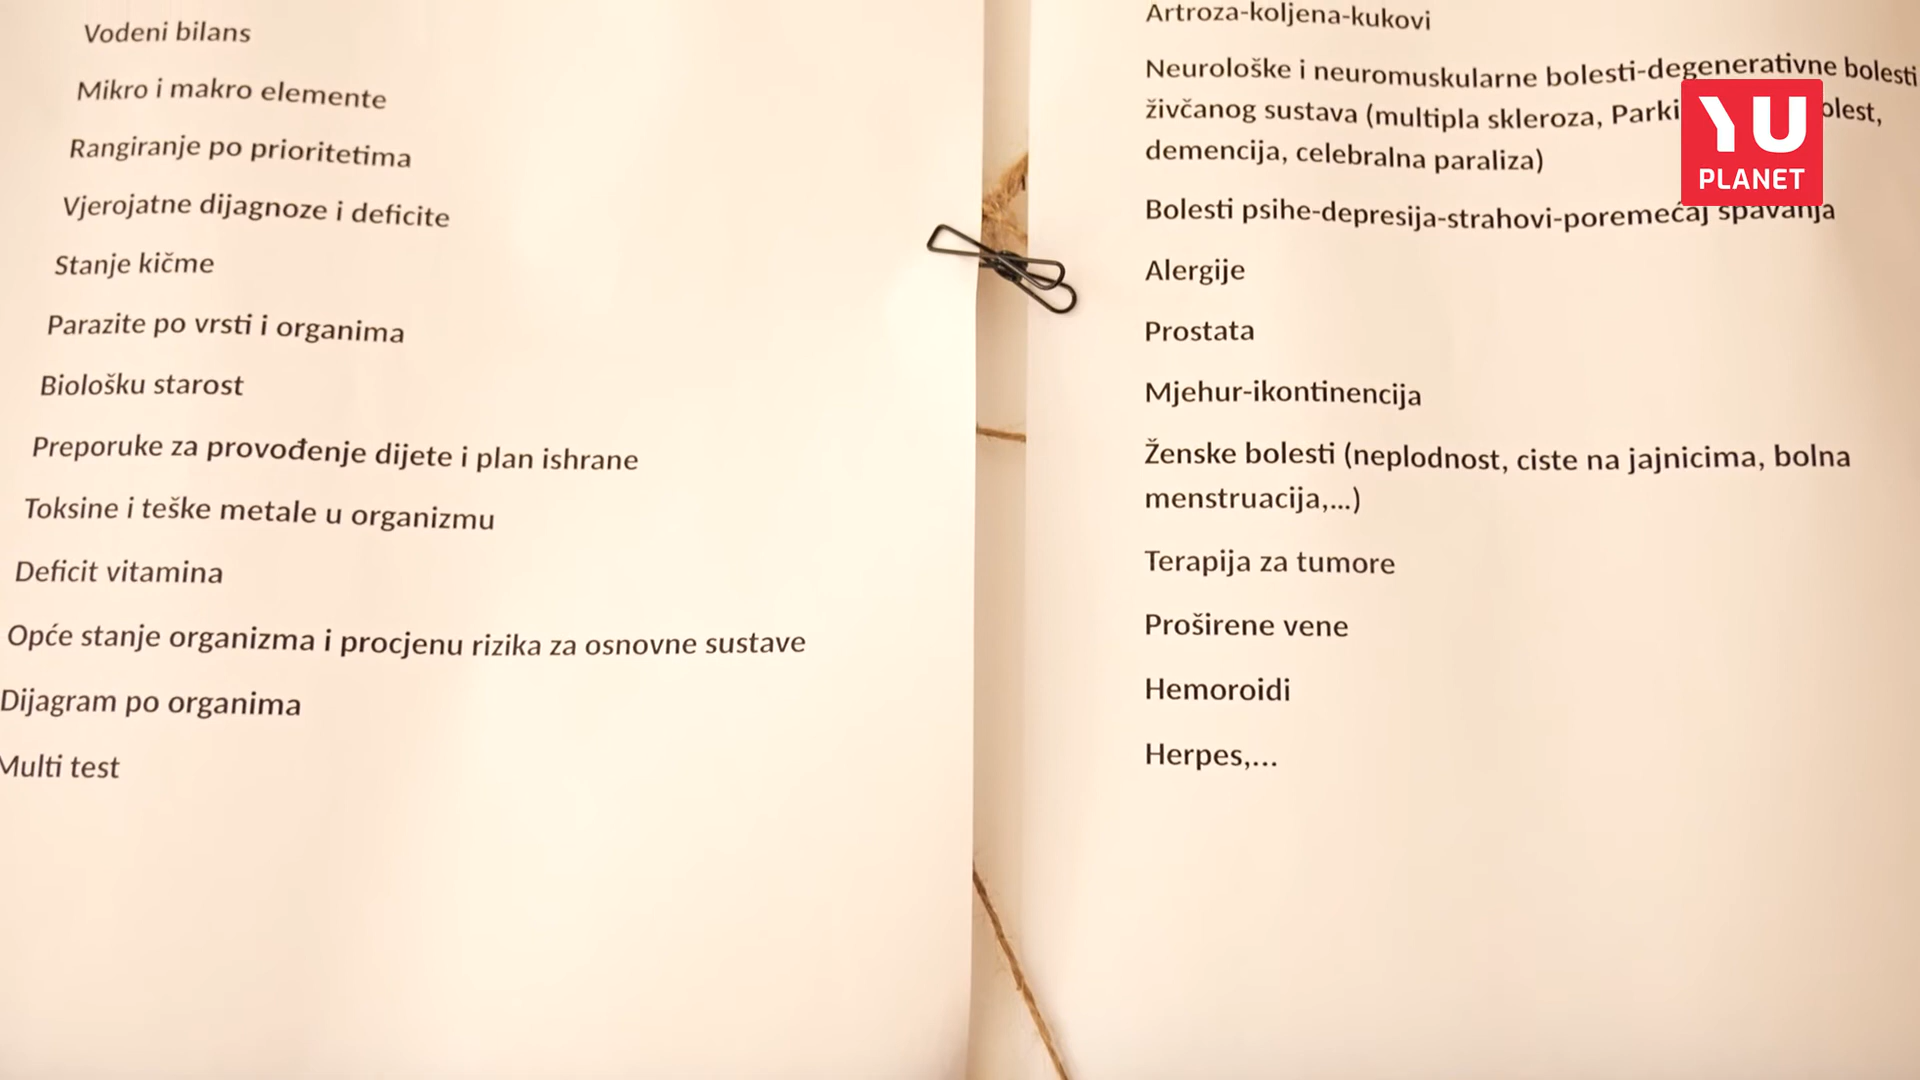 Vodeni bilans
Mikro i makro elemente
Rangiranje po prioritetima
Vjerojatne dijagnoze i deficite
Stanje kičme
Parazite po vrsti i organima
Biološku starost
Preporuke za provođenje dijete i plan ishrane
Toksine i teške metale u organizmu
Deficit vitamina
Opće stanje organizma i procjenu rizika za osnovne sustave
Dijagram po organima
Multi test
Artroza-koljena-kukovi
Neurološke i neuromuskularne bolesti-degenerativne bolesti
živčanog sustava (multipla skleroza,
demencija, celebralna paraliza)
Bolesti psihe-depresija-strahovi-poremećaj spavanja
Alergije
Prostata
Mjehur-ikontinencija
Ženske bolesti (neplodnost, ciste na jajnicima, bolna
menstruacija,...)
Terapija za tumore
Proširene vene
Hemoroidi
Herpes,...
YU
PLANET